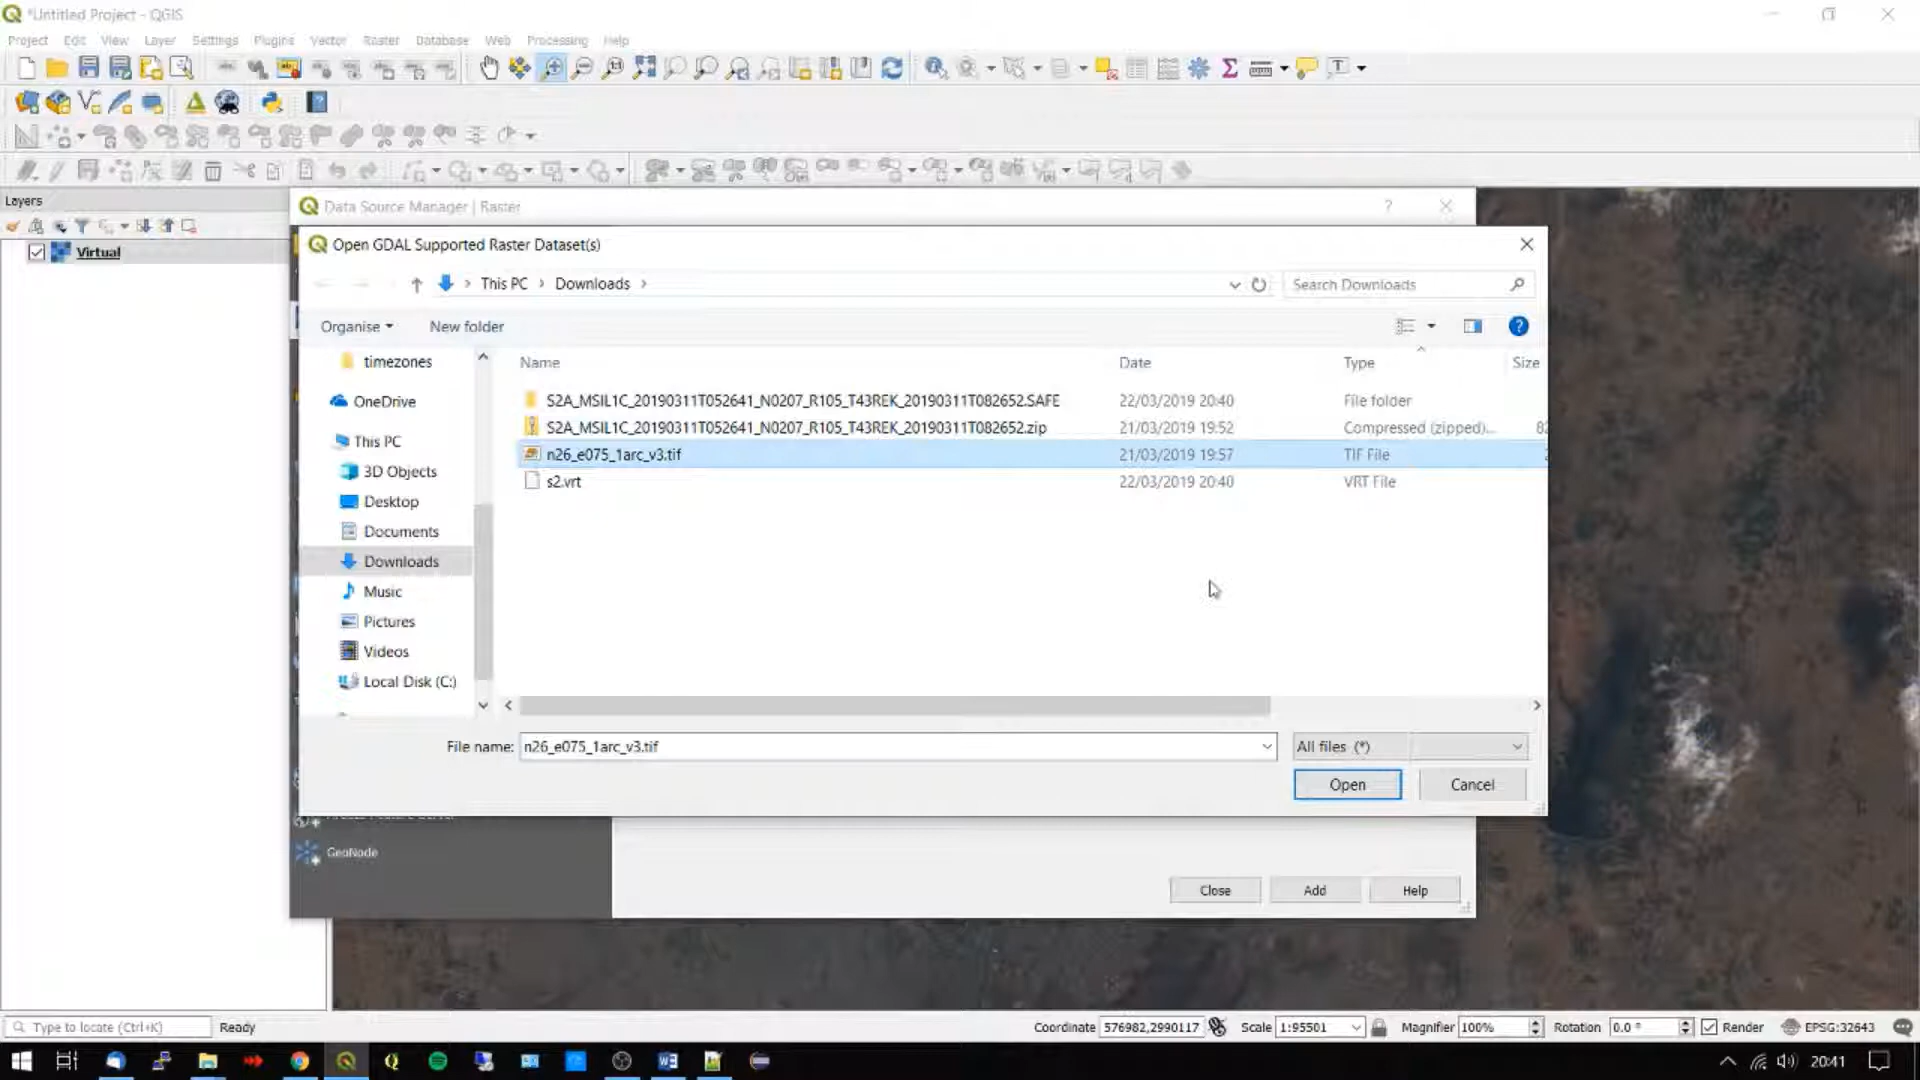 *Untitled Project - QGIS
Project Edit View Layer Settings Plugins Vector Raster Database Web Processing Help
Layers
Virtual
Data Source Manager | Raster
Open GDAL Supported Raster Dataset(s)
This PC > Downloads >
Search Downloads
Organise
New folder
Name Date Type Size
S2A_MSIL1C_20190311T052641_N0207_R105_T43REK_20190311T082652.SAFE 22/03/2019 20:40 File folder
S2A_MSIL1C_20190311T052641_N0207_R105_T43REK_20190311T082652.zip 21/03/2019 19:52 Compressed (zipped)...
n26_e075_1arc_v3.tif 21/03/2019 19:57 TIF File
s2.vrt 22/03/2019 20:40 VRT File
timezones
OneDrive
This PC
3D Objects
Desktop
Documents
Downloads
Music
Pictures
Videos
Local Disk (C:)
File name: n26_e075_1arc_v3.tif
All files (*)
Open
Cancel
GeoNode
Close
Add
Help
Type to locate (Ctrl+K)
Ready
Coordinate 576982,2990117
Scale 1:95501
Magnifier 100%
Rotation 0.0 °
Render
EPSG:32643
20:41